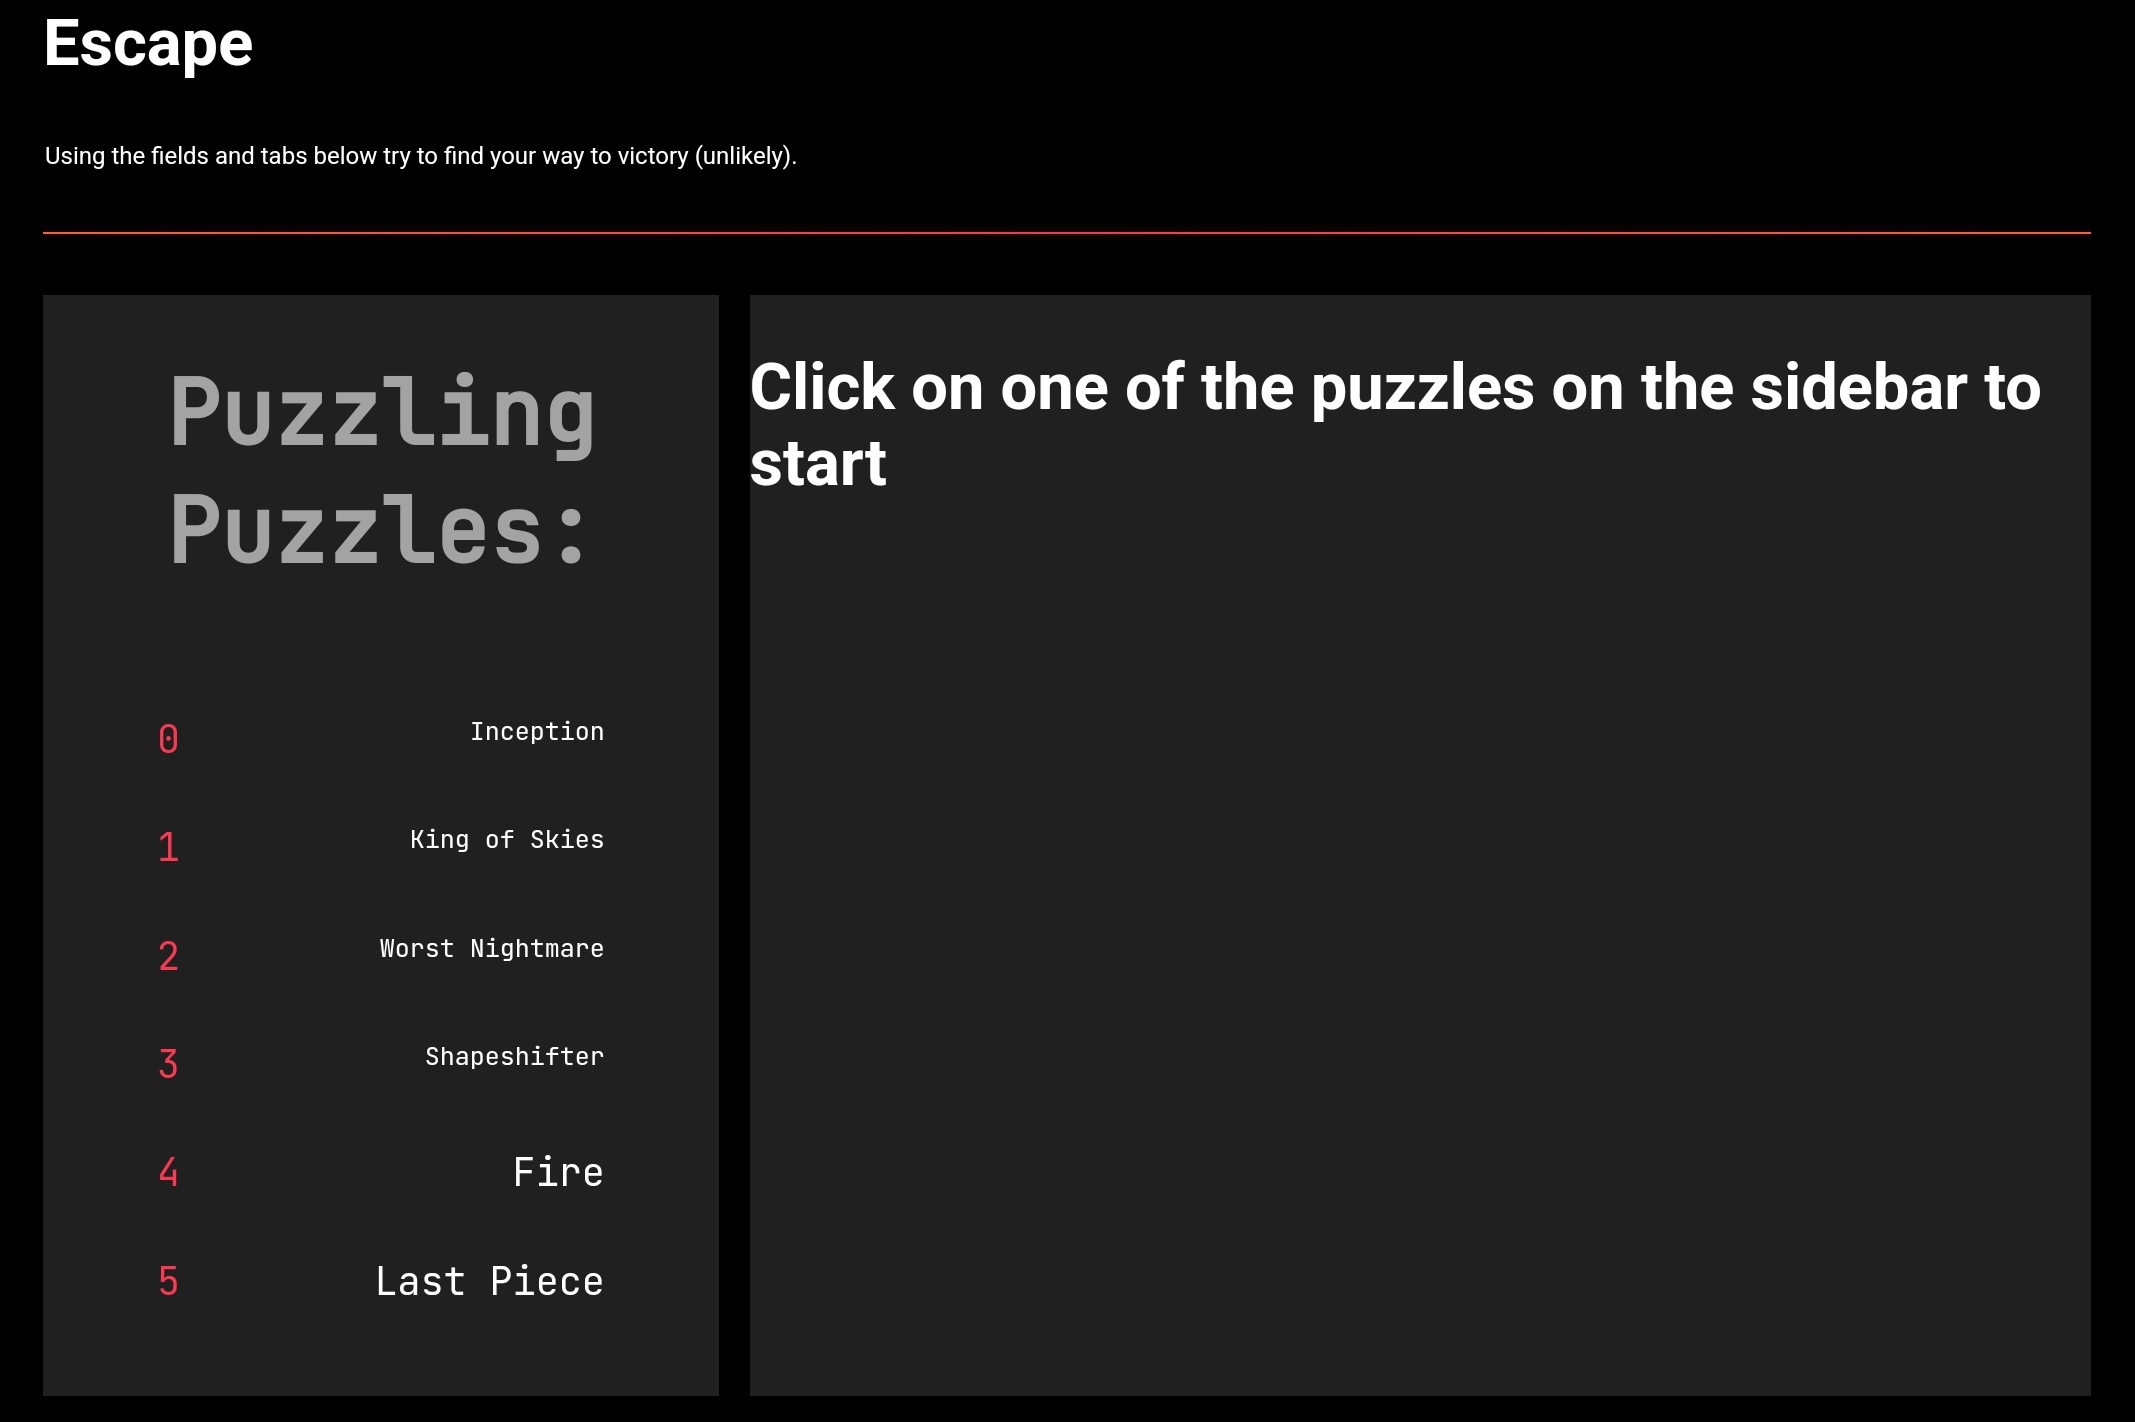 Escape
Using the fields and tabs below try to find your way to victory (unlikely).
Puzzling
Puzzles:
0 Inception
1 King of Skies
2 Worst Nightmare
3 Shapeshifter
4 Fire
5 Last Piece
Click on one of the puzzles on the sidebar to
start